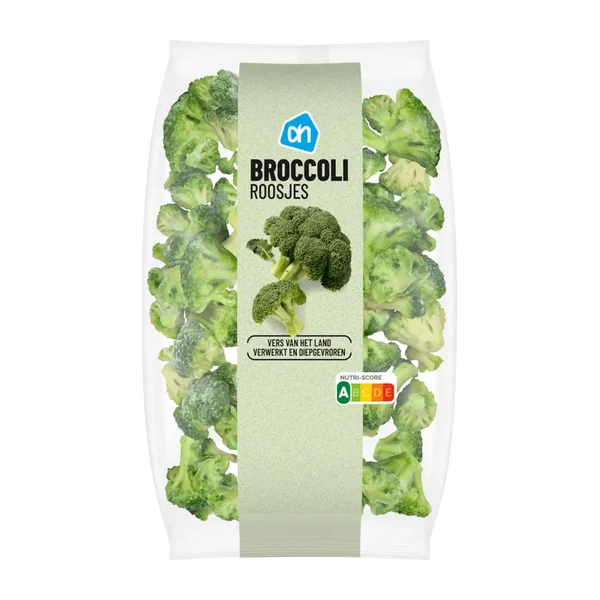 ah
BROCCOLI
ROOSJES
VERS VAN HET LAND
VERWERKT EN DIEPGEVROREN
NUTRI-SCORE
A B C D E